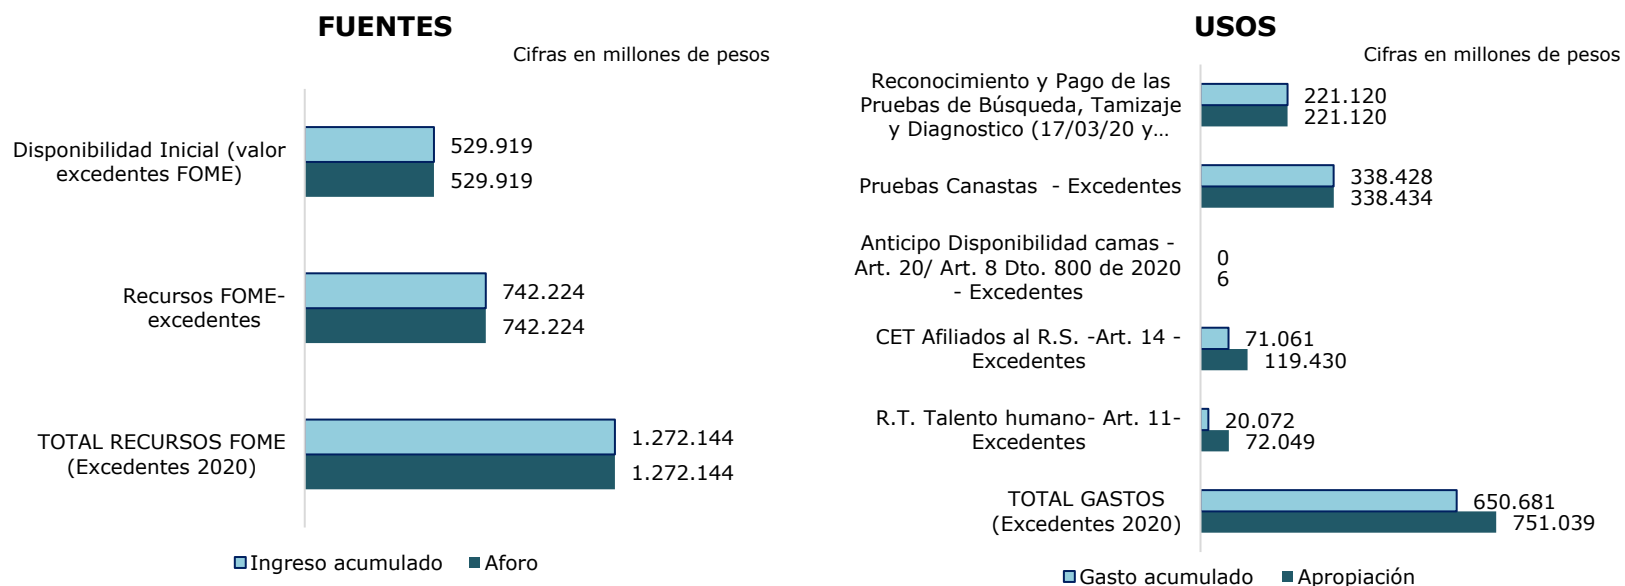 FUENTES
Cifras en millones de pesos
Disponibilidad Inicial (valor
excedentes FOME)
529.919
529.919
Recursos FOME-
excedentes
742.224
742.224
TOTAL RECURSOS FOME
(Excedentes 2020)
1.272.144
1.272.144
Ingreso acumulado
Aforo
USOS
Cifras en millones de pesos
Reconocimiento y Pago de las
Pruebas de Búsqueda, Tamizaje
y Diagnostico (17/03/20 y...
221.120
221.120
Pruebas Canastas - Excedentes
338.428
338.434
Anticipo Disponibilidad camas -
Art. 20/ Art. 8 Dto. 800 de 2020
- Excedentes
0
6
CET Afiliados al R.S. -Art. 14 -
Excedentes
71.061
119.430
R.T. Talento humano- Art. 11-
Excedentes
20.072
72.049
TOTAL GASTOS
(Excedentes 2020)
650.681
751.039
Gasto acumulado
Apropiación